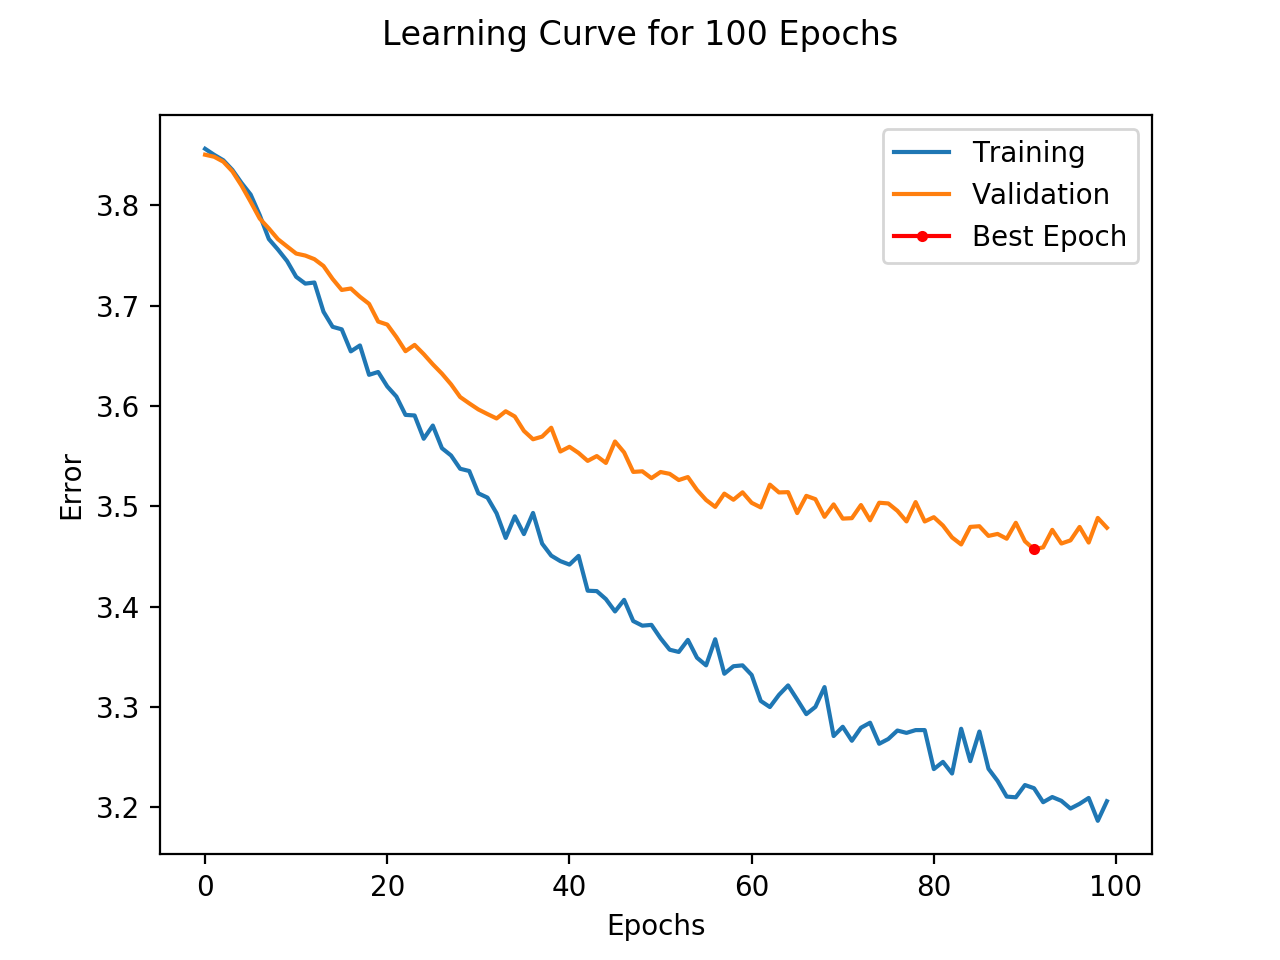 Learning Curve for 100 Epochs
Training
Validation
Best Epoch
3.8
3.7
3.6
3.5
3.4
3.3
3.2
Error
0 20 40 60 80 100
Epochs